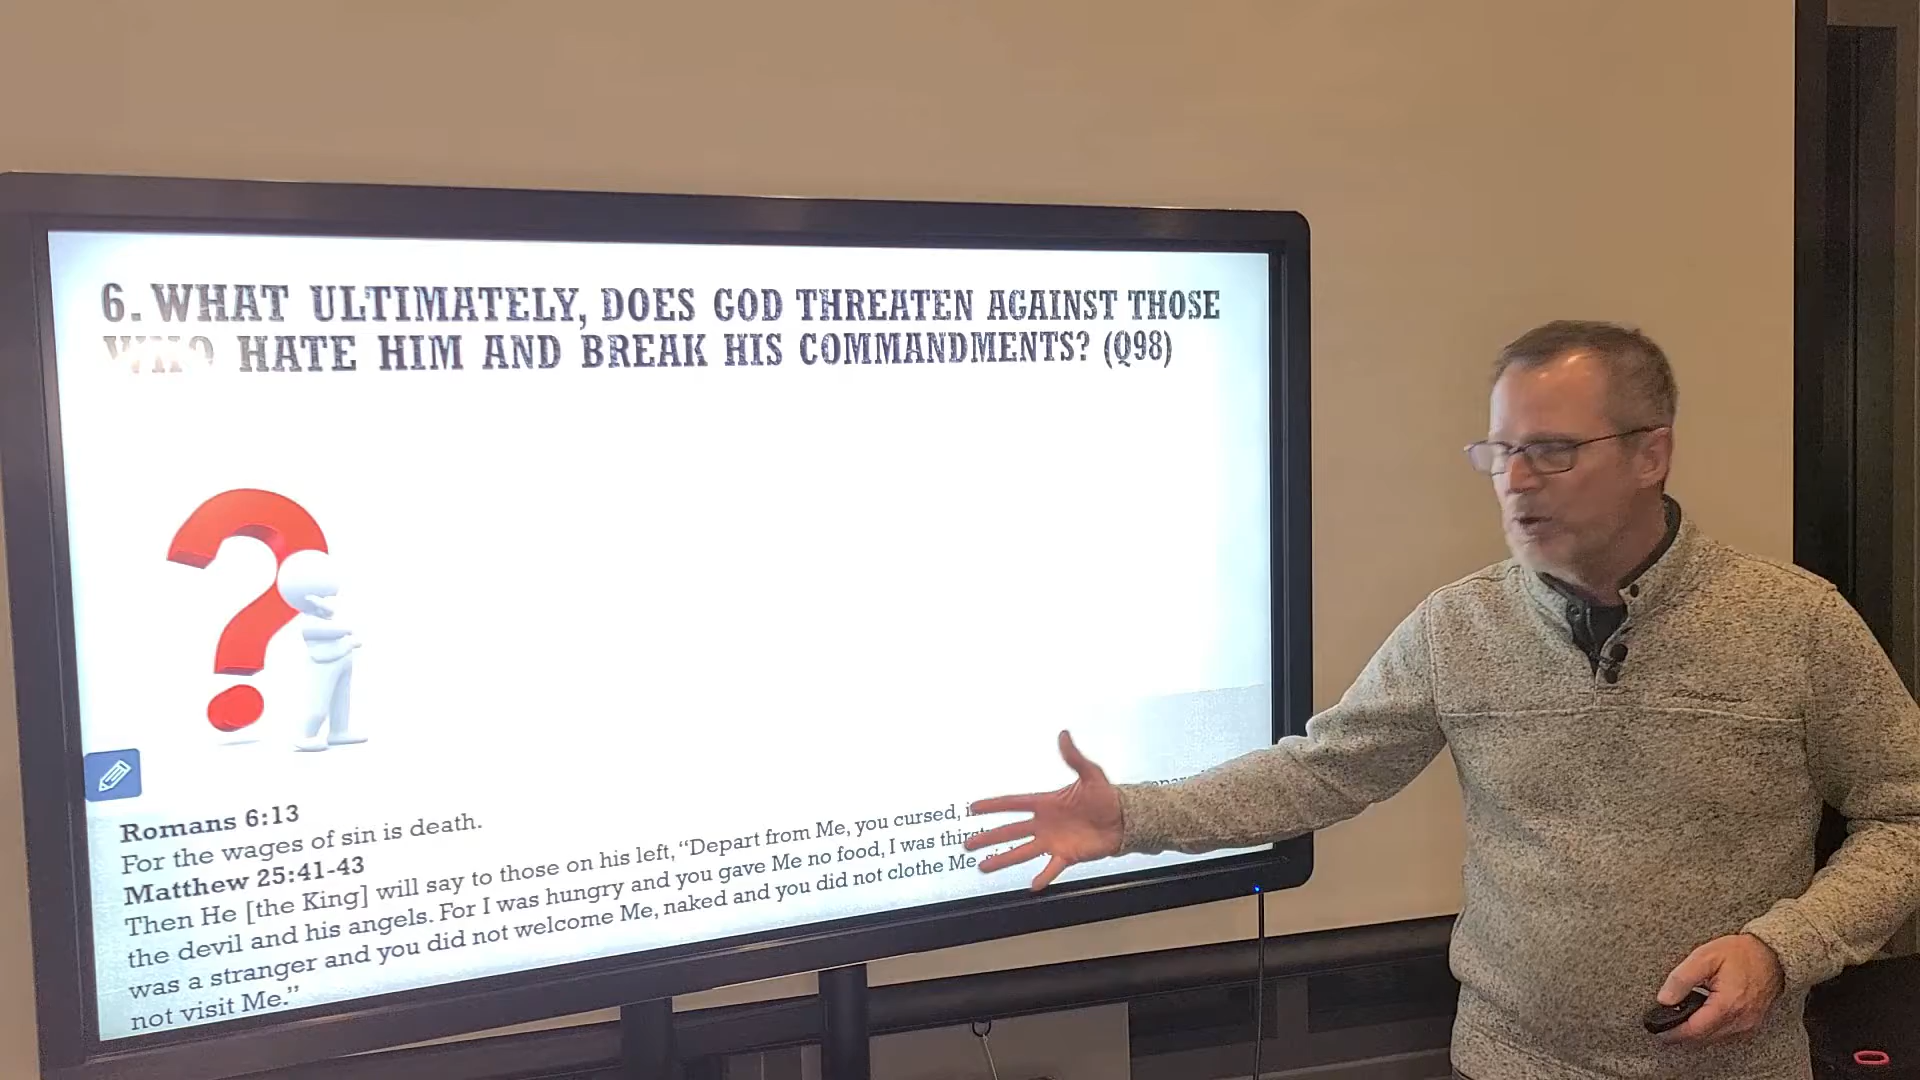 6. WHAT ULTIMATELY, DOES GOD THREATEN AGAINST THOSE
WHO HATE HIM AND BREAK HIS COMMANDMENTS? (Q98)
Romans 6:13
For the wages of sin is death.
Matthew 25:41-43
Then He [the King] will say to those on his left, “Depart from Me, you cursed,
the devil and his angels. For I was hungry and you gave Me no food, I was
was a stranger and you did not welcome Me, naked and you did not clothe Me,
not visit Me.”